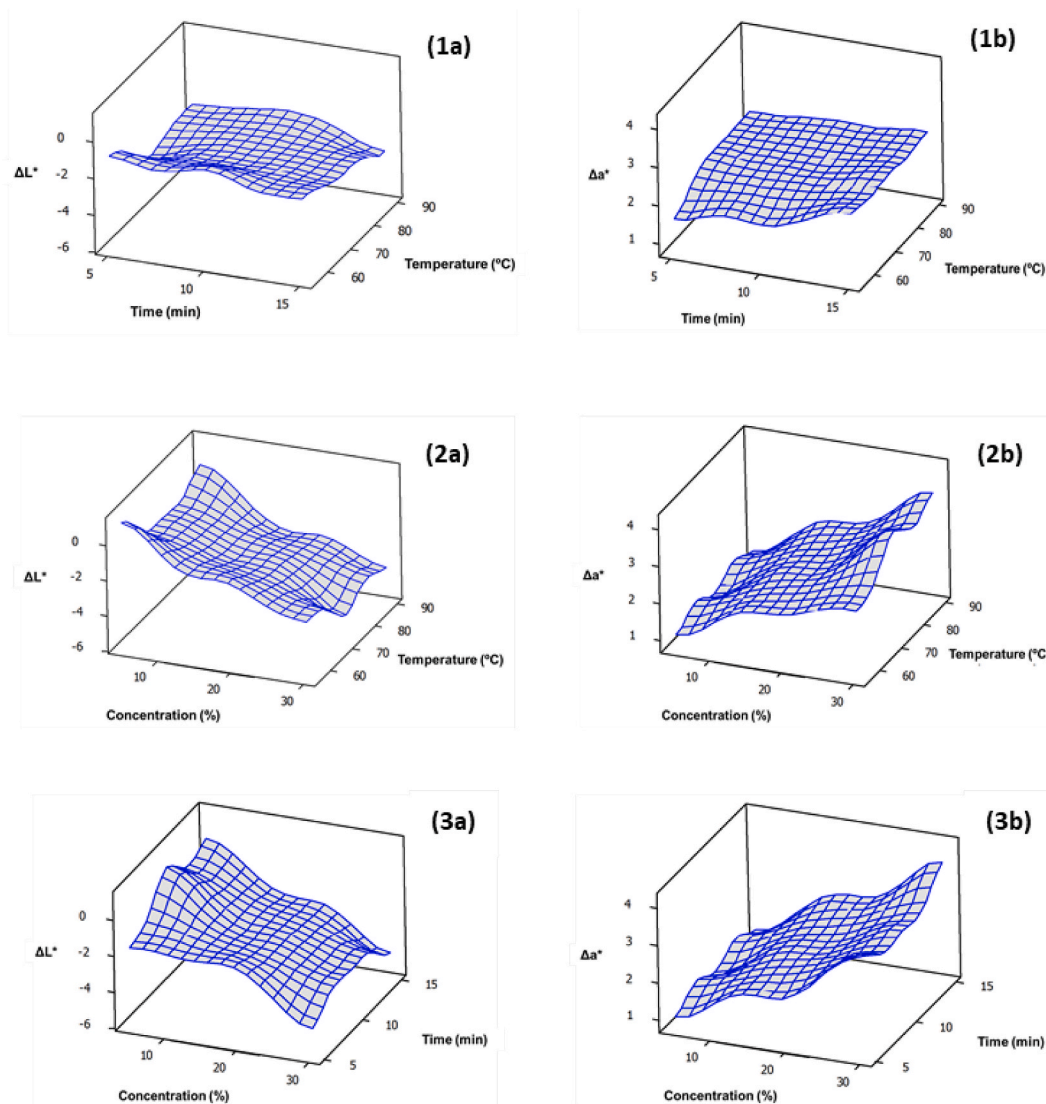 (1a)
0
ΔL*
-2
-4
-6
5
10
15
Time (min)
60
70
80
90
Temperature (ºC)
(1b)
4
3
Δa*
2
1
5
10
15
Time (min)
60
70
80
90
Temperature (ºC)
(2a)
0
ΔL*
-2
-4
-6
10
20
30
Concentration (%)
60
70
80
90
Temperature (ºC)
(2b)
4
3
Δa*
2
1
10
20
30
Concentration (%)
60
70
80
90
Temperature (ºC)
(3a)
0
ΔL*
-2
-4
-6
10
20
30
Concentration (%)
5
10
15
Time (min)
(3b)
4
3
Δa*
2
1
10
20
30
Concentration (%)
5
10
15
Time (min)